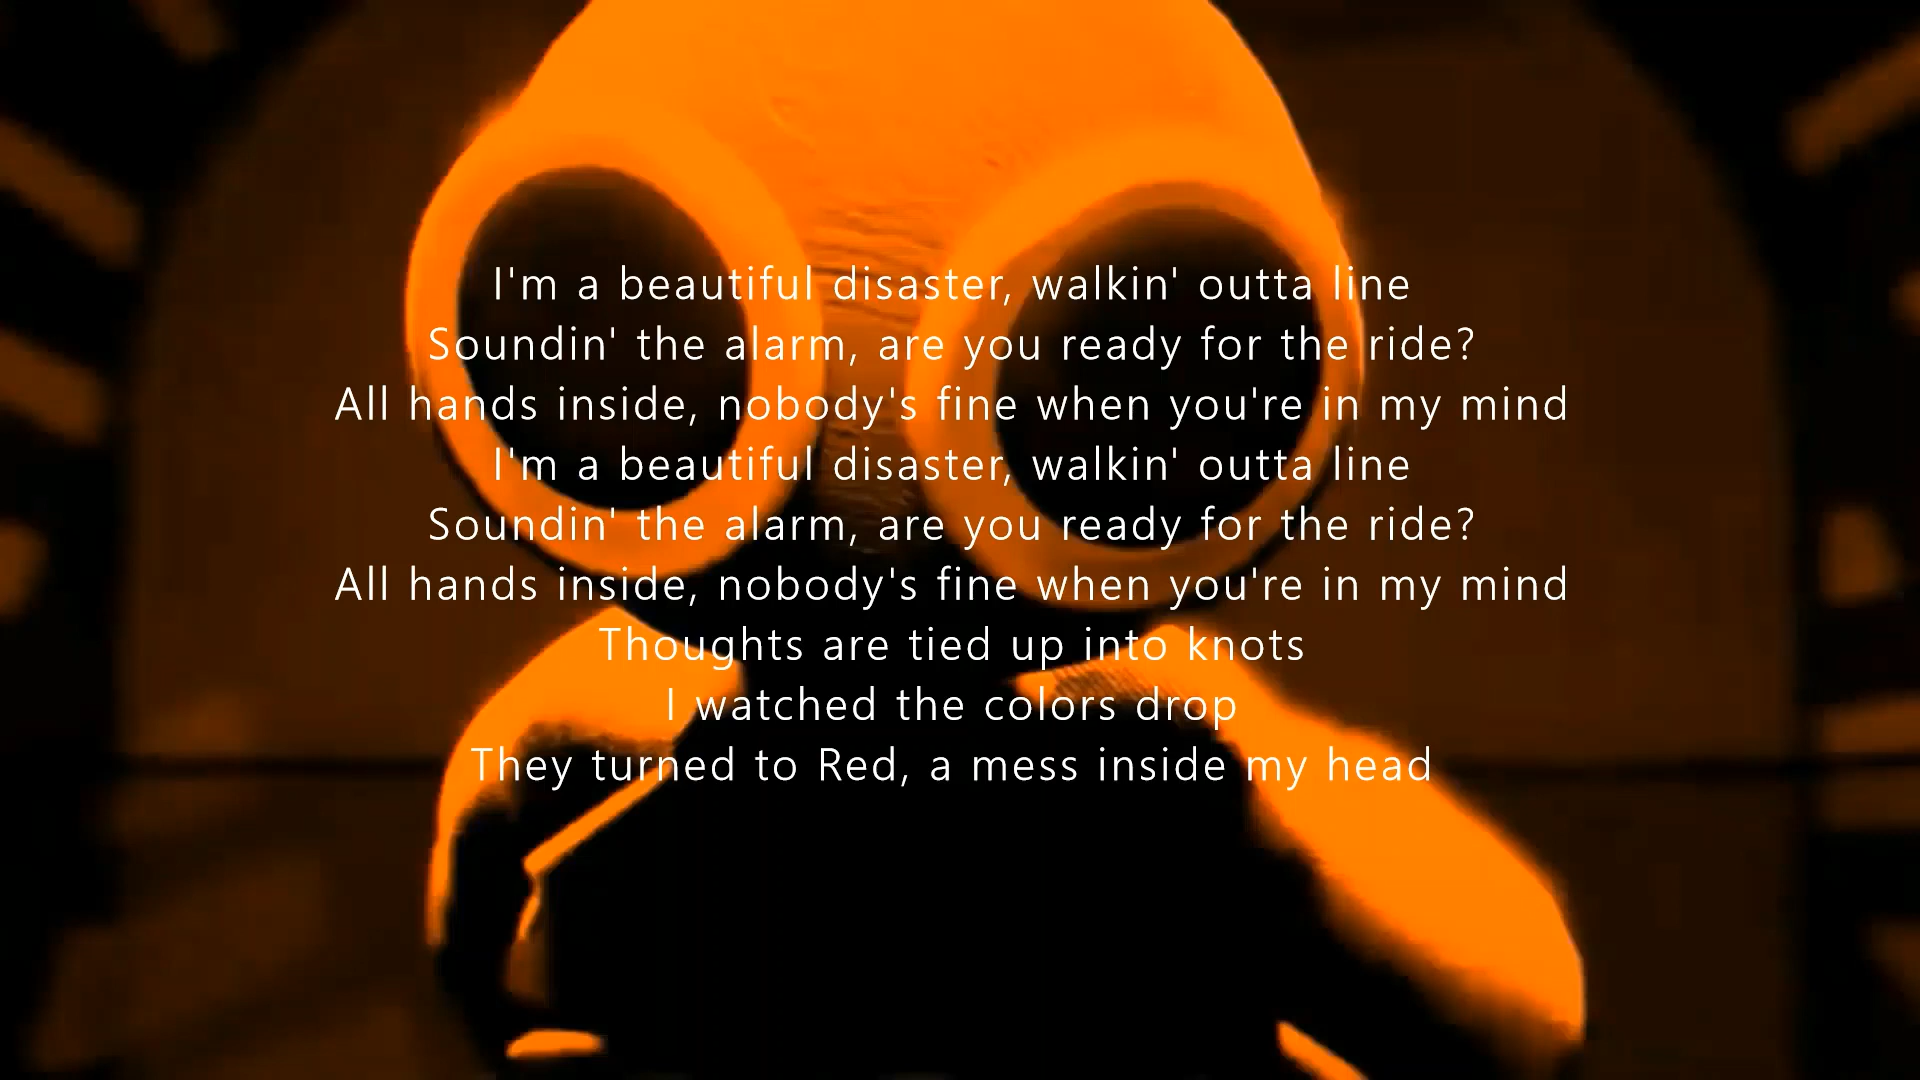 I'm a beautiful disaster, walkin' outta line
Soundin' the alarm, are you ready for the ride?
All hands inside, nobody's fine when you're in my mind
I'm a beautiful disaster, walkin' outta line
Soundin' the alarm, are you ready for the ride?
All hands inside, nobody's fine when you're in my mind
Thoughts are tied up into knots
I watched the colors drop
They turned to Red, a mess inside my head